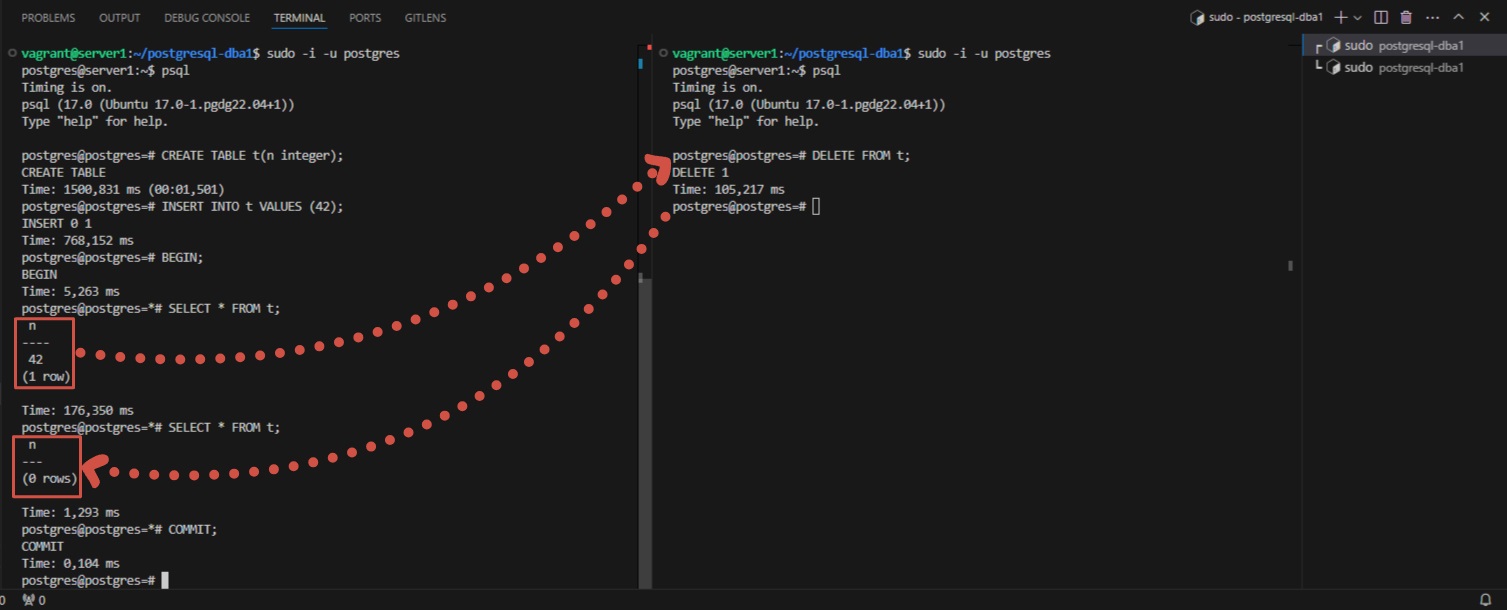 PROBLEMS OUTPUT DEBUG CONSOLE TERMINAL PORTS GITLENS
sudo - postgresql-dba1
vagrant@server1:~/postgresql-dba1$ sudo -i -u postgres
postgres@server1:~$ psql
Timing is on.
psql (17.0 (Ubuntu 17.0-1.pgdg22.04+1))
Type "help" for help.
postgres@postgres=# CREATE TABLE t(n integer);
CREATE TABLE
Time: 1500,831 ms (00:01,501)
postgres@postgres=# INSERT INTO t VALUES (42);
INSERT 0 1
Time: 768,152 ms
postgres@postgres=# BEGIN;
BEGIN
Time: 5,263 ms
postgres@postgres=*# SELECT * FROM t;
n
----
42
(1 row)
Time: 176,350 ms
postgres@postgres=*# SELECT * FROM t;
n
---
(0 rows)
Time: 1,293 ms
postgres@postgres=*# COMMIT;
COMMIT
Time: 0,104 ms
postgres@postgres=#
vagrant@server1:~/postgresql-dba1$ sudo -i -u postgres
postgres@server1:~$ psql
Timing is on.
psql (17.0 (Ubuntu 17.0-1.pgdg22.04+1))
Type "help" for help.
postgres@postgres=# DELETE FROM t;
DELETE 1
Time: 105,217 ms
postgres@postgres=#
sudo postgresql-dba1
sudo postgresql-dba1
0 0